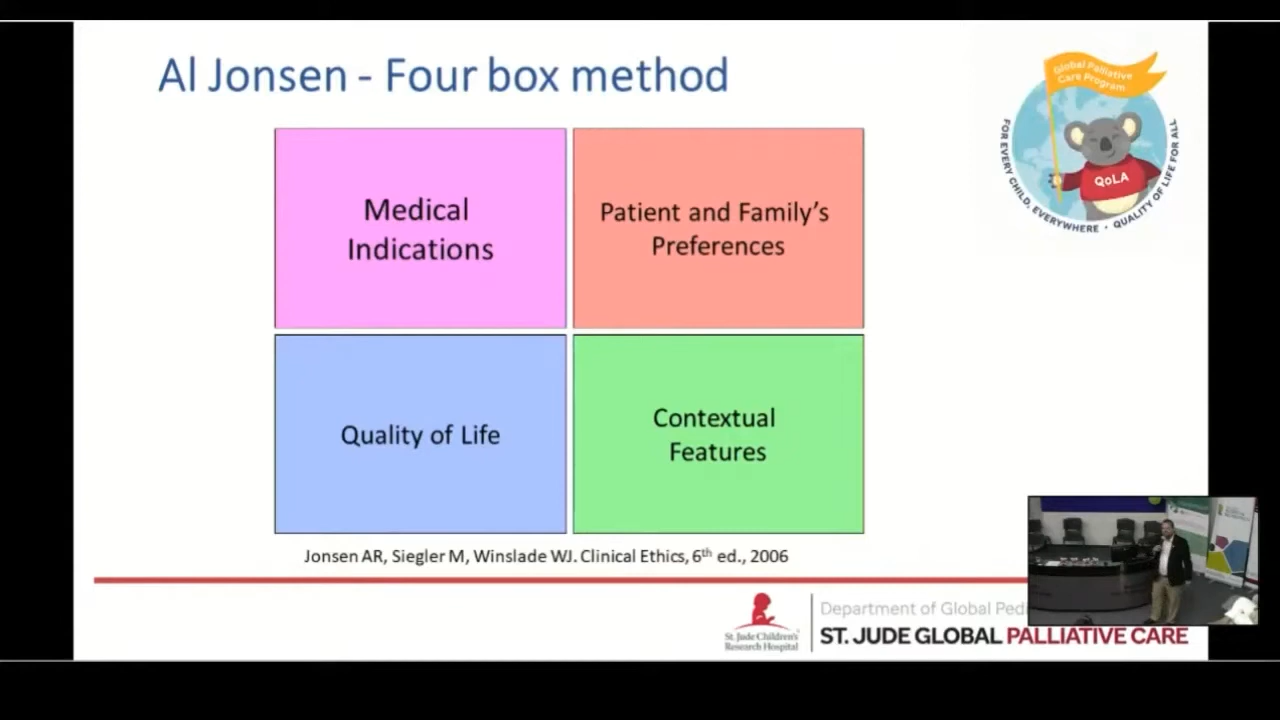 Al Jonsen - Four box method
Global Palliative
Care Program
FOR EVERY CHILD, EVERYWHERE • QUALITY OF LIFE FOR ALL
QoLA
Medical
Indications
Patient and Family's
Preferences
Quality of Life
Contextual
Features
Jonsen AR, Siegler M, Winslade WJ. Clinical Ethics, 6th ed., 2006
St. Jude Children's
Research Hospital
Department of Global Ped
ST. JUDE GLOBAL PALLIATIVE CARE